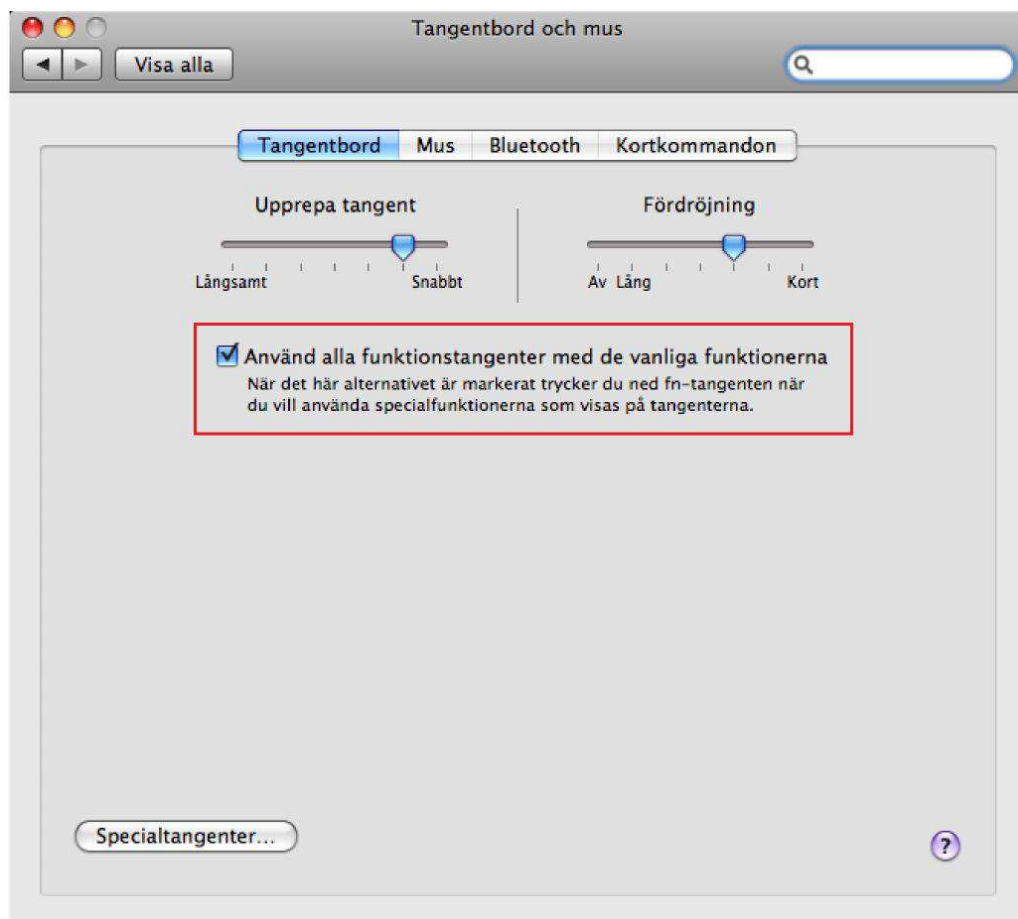 Tangentbord och mus
Visa alla
Tangentbord Mus Bluetooth Kortkommandon
Upprepa tangent Fördröjning
Långsamt Snabbt Av Lång Kort
Använd alla funktionstangenter med de vanliga funktionerna
När det här alternativet är markerat trycker du ned fn-tangenten när
du vill använda specialfunktionerna som visas på tangenterna.
Specialtangenter... ?